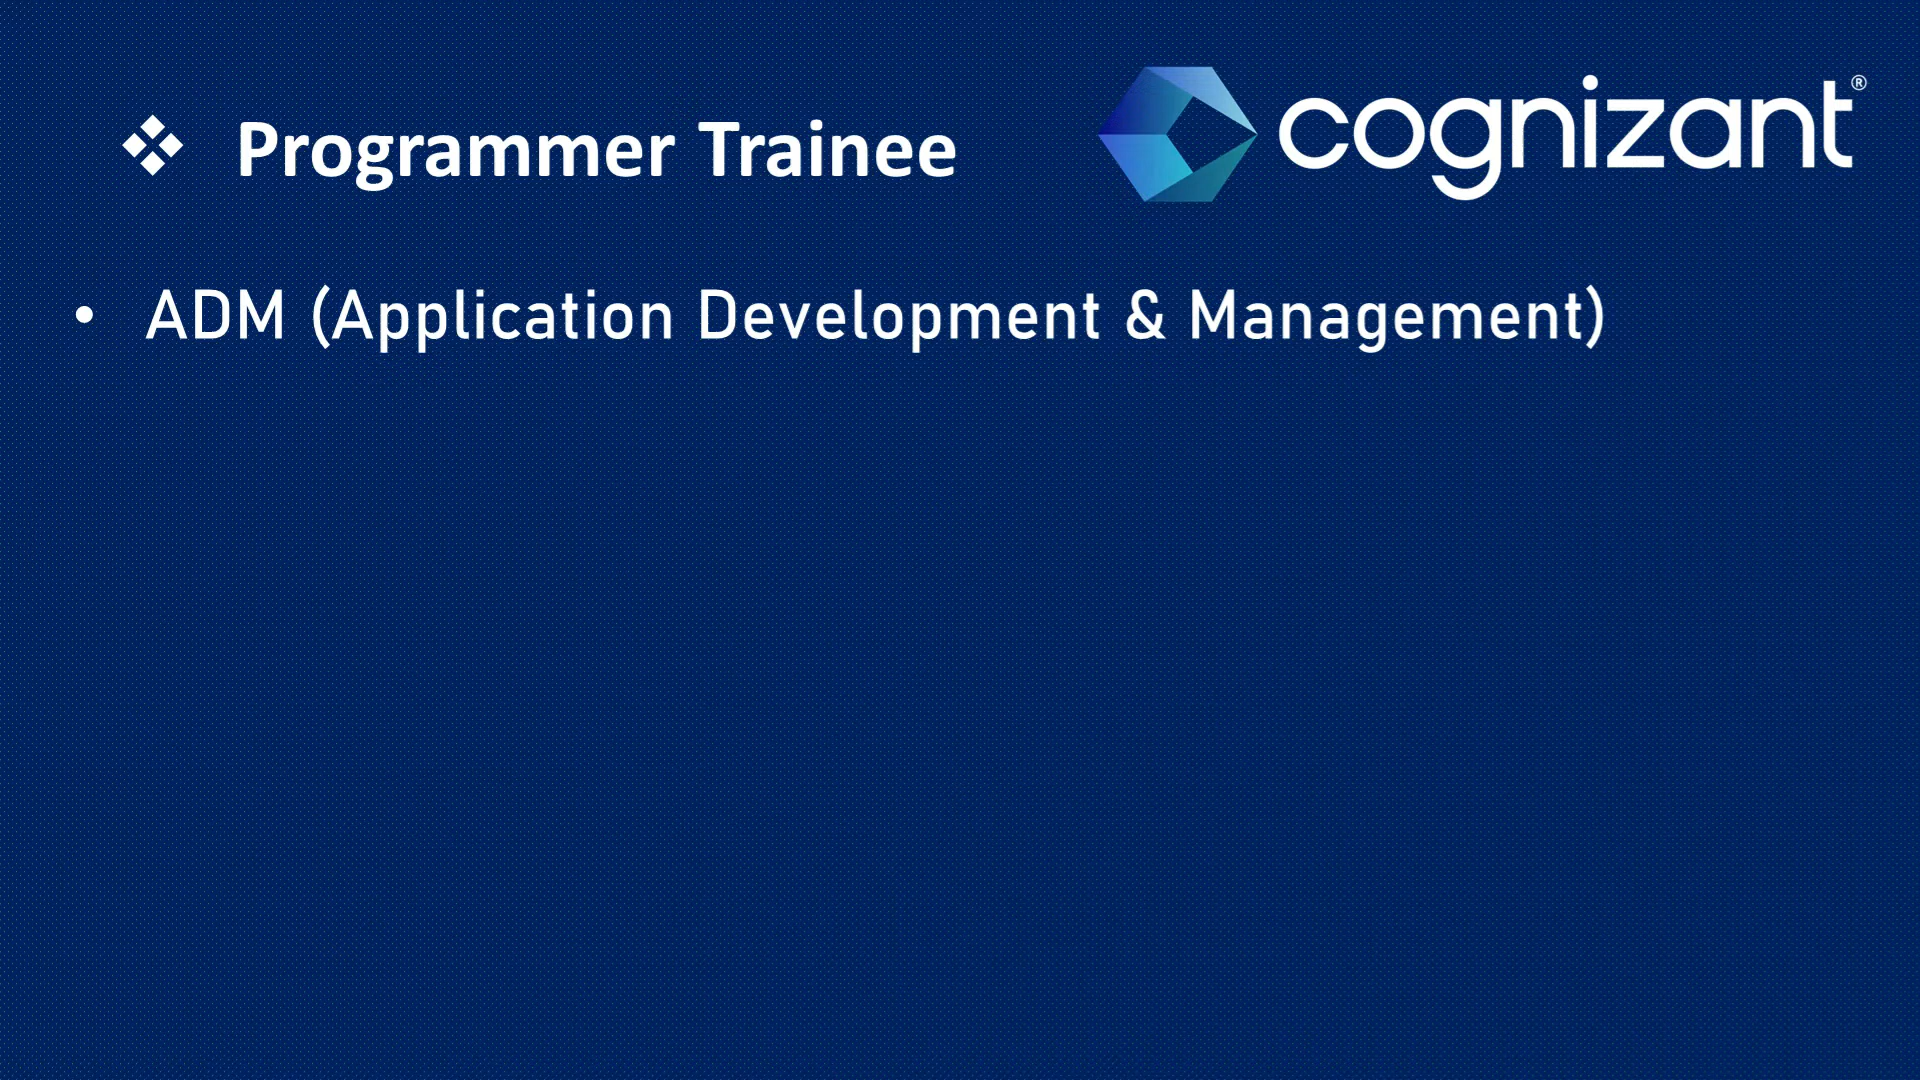 ❖ Programmer Trainee
cognizant®
• ADM (Application Development & Management)